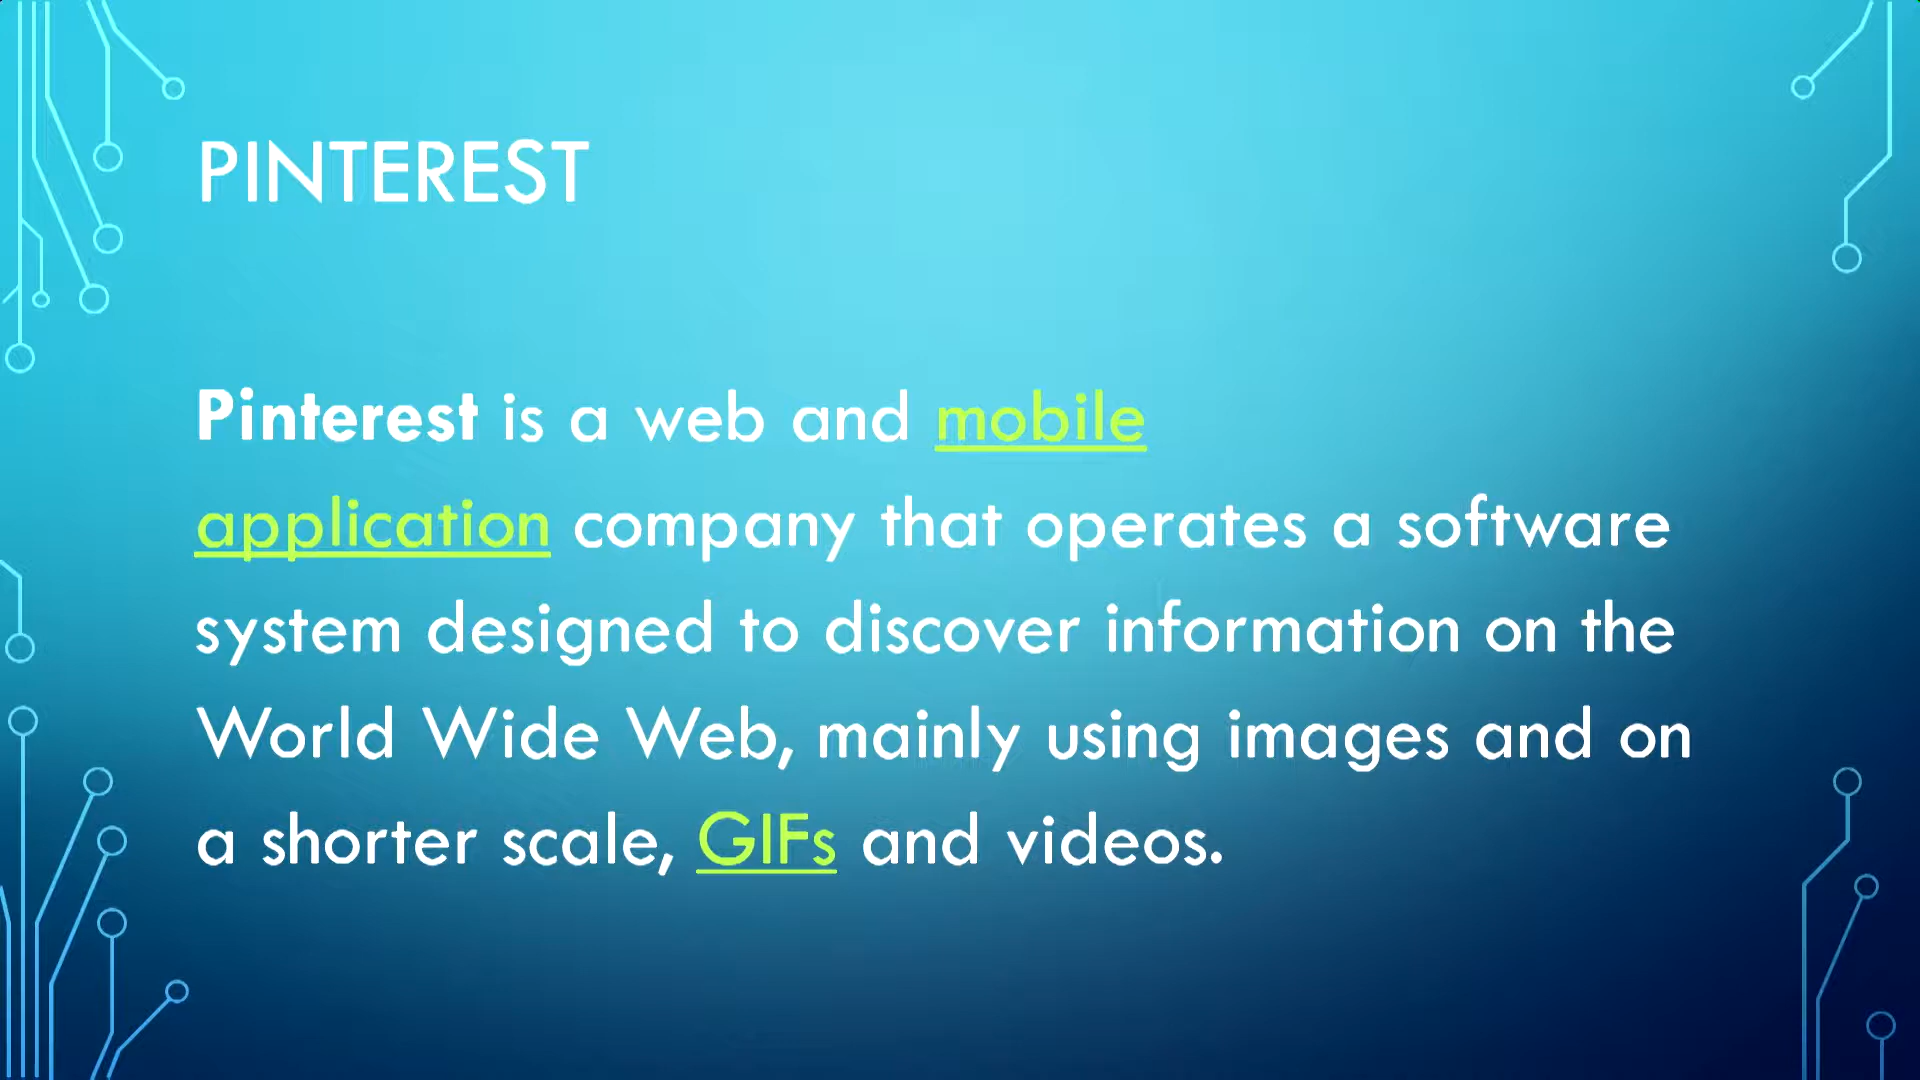 PINTEREST
Pinterest is a web and mobile
application company that operates a software
system designed to discover information on the
World Wide Web, mainly using images and on
a shorter scale, GIFs and videos.